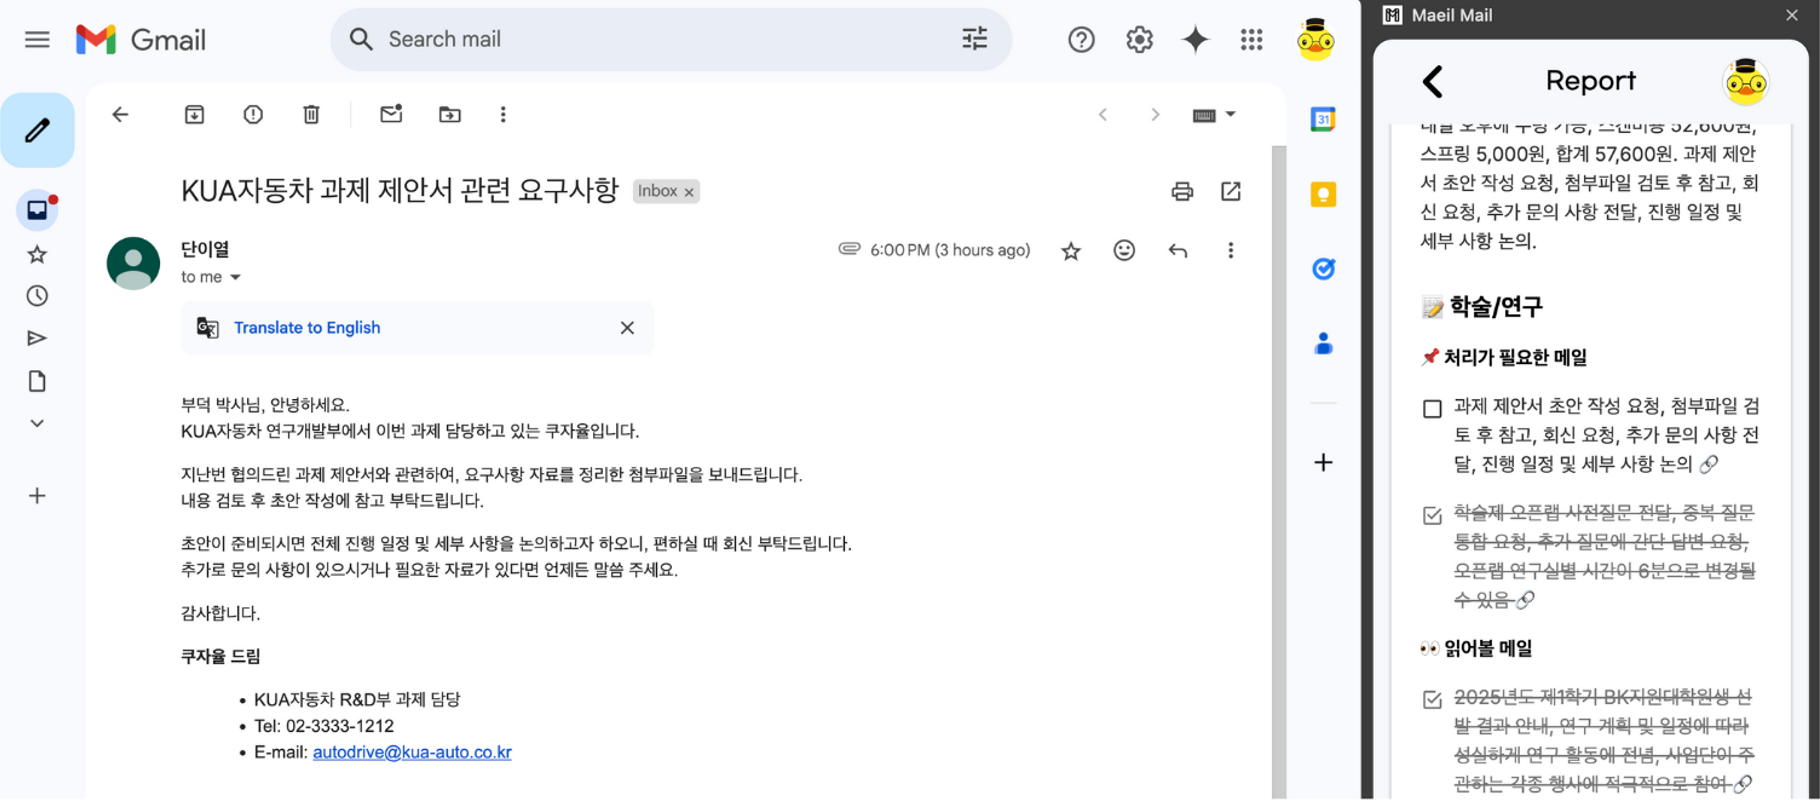 Gmail
Search mail
KUA자동차 과제 제안서 관련 요구사항
Inbox ×
단이열
6:00 PM (3 hours ago)
to me
Translate to English
부덕 박사님, 안녕하세요.
KUA자동차 연구개발부에서 이번 과제 담당하고 있는 쿠자율입니다.
지난번 협의드린 과제 제안서와 관련하여, 요구사항 자료를 정리한 첨부파일을 보내드립니다.
내용 검토 후 초안 작성에 참고 부탁드립니다.
초안이 준비되시면 전체 진행 일정 및 세부 사항을 논의하고자 하오니, 편하실 때 회신 부탁드립니다.
추가로 문의 사항이 있으시거나 필요한 자료가 있다면 언제든 말씀 주세요.
감사합니다.
쿠자율 드림
• KUA자동차 R&D부 과제 담당
• Tel: 02-3333-1212
• E-mail: autodrive@kua-auto.co.kr
31
Maeil Mail
Report
내일 오후에 수령 가능, 스캔비용 52,600원,
스프링 5,000원, 합계 57,600원. 과제 제안
서 초안 작성 요청, 첨부파일 검토 후 참고, 회
신 요청, 추가 문의 사항 전달, 진행 일정 및
세부 사항 논의.
📝 학술/연구
📌 처리가 필요한 메일
과제 제안서 초안 작성 요청, 첨부파일 검
토 후 참고, 회신 요청, 추가 문의 사항 전
달, 진행 일정 및 세부 사항 논의 🔗
학술제 오픈랩 사전질문 전달, 중복 질문
통합 요청, 추가 질문에 간단 답변 요청,
오픈랩 연구실별 시간이 6분으로 변경될
수 있음 🔗
👀 읽어볼 메일
2025년도 제1학기 BK지원대학원생 선
발 결과 안내, 연구 계획 및 일정에 따라
성실하게 연구 활동에 전념, 사업단이 주
관하는 각종 행사에 적극적으로 참여 🔗